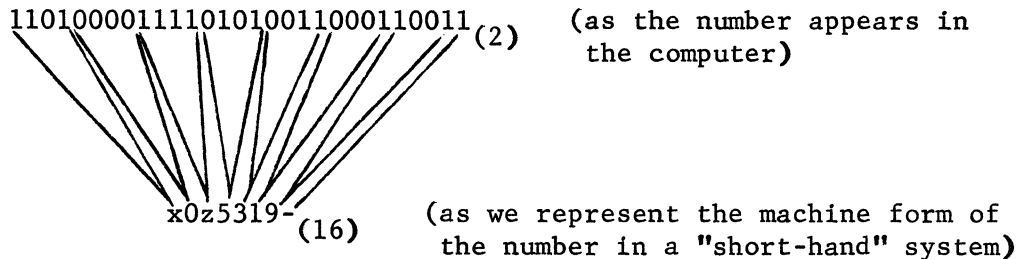 11010000111101010011000110011(2) (as the number appears in
the computer)
x0z5319-(16) (as we represent the machine form of
the number in a "short-hand" system)